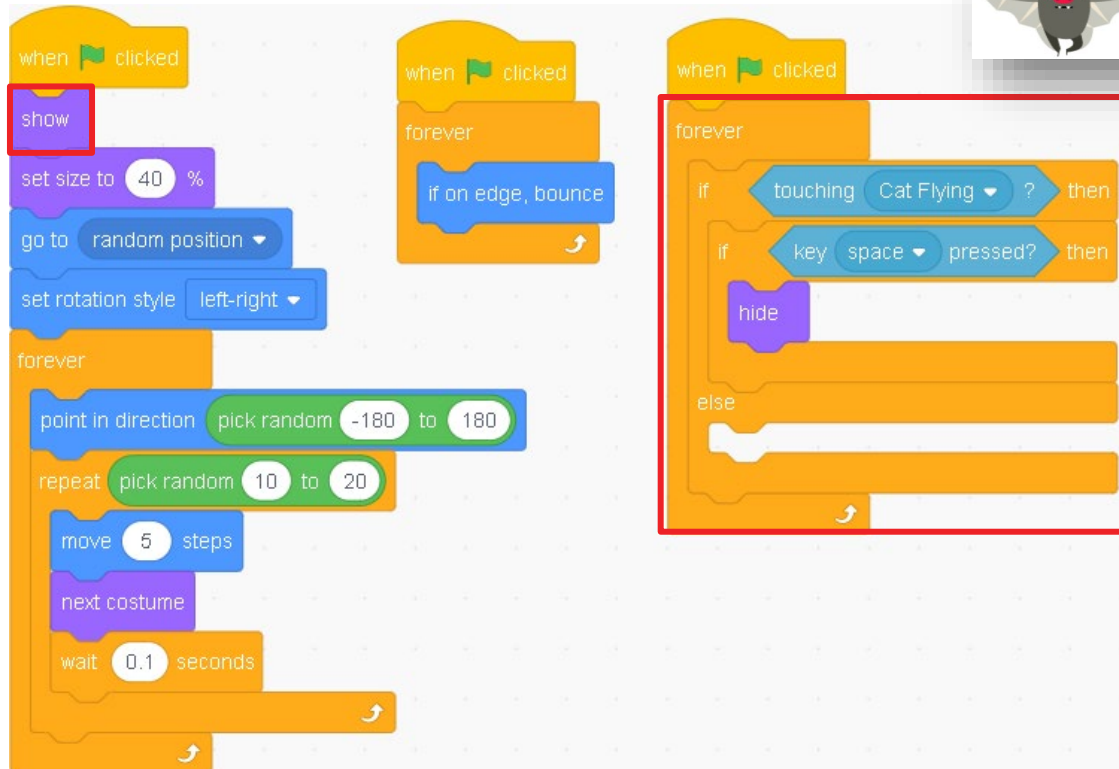 when clicked
show
set size to 40 %
go to random position
set rotation style left-right
forever
point in direction pick random -180 to 180
repeat pick random 10 to 20
move 5 steps
next costume
wait 0.1 seconds
when clicked
forever
if on edge, bounce
when clicked
forever
if touching Cat Flying ? then
if key space pressed? then
hide
else